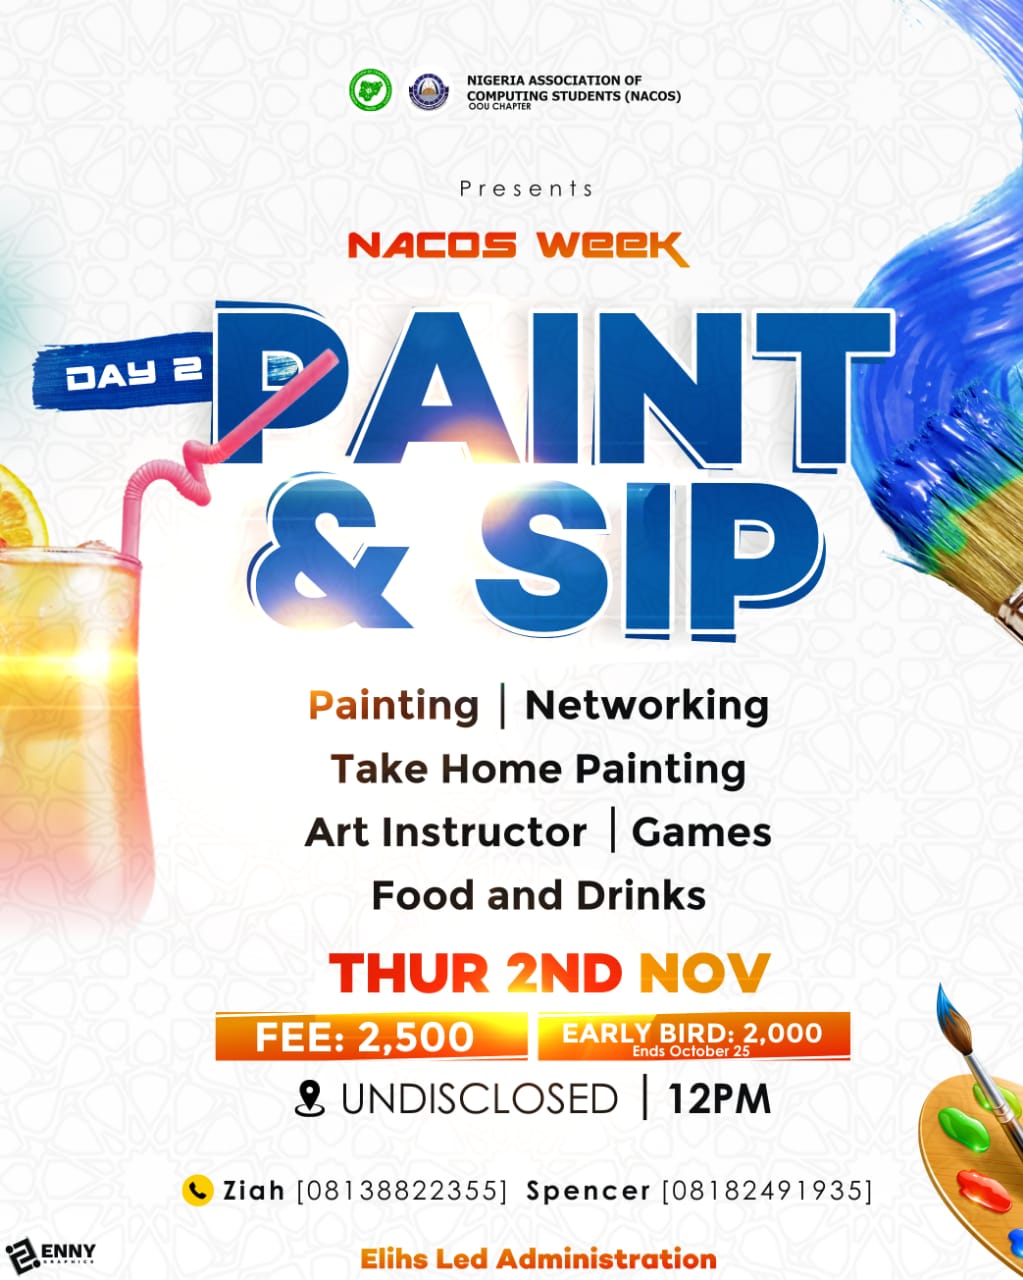 NIGERIA ASSOCIATION OF
COMPUTING STUDENTS (NACOS)
OOU CHAPTER
Presents
NACOS WEEK
DAY 2
PAINT
& SIP
Painting | Networking
Take Home Painting
Art Instructor | Games
Food and Drinks
THUR 2ND NOV
FEE: 2,500
EARLY BIRD: 2,000
Ends October 25
UNDISCLOSED | 12PM
Ziah [08138822355] Spencer [08182491935]
ENNY
GRAPHICS
Elihs Led Administration